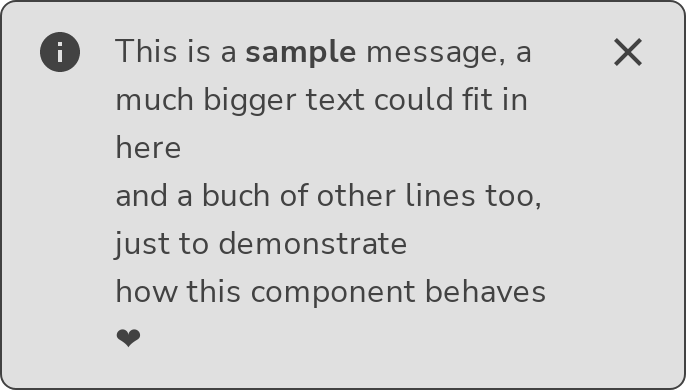 This is a sample message, a
much bigger text could fit in
here
and a buch of other lines too,
just to demonstrate
how this component behaves
❤